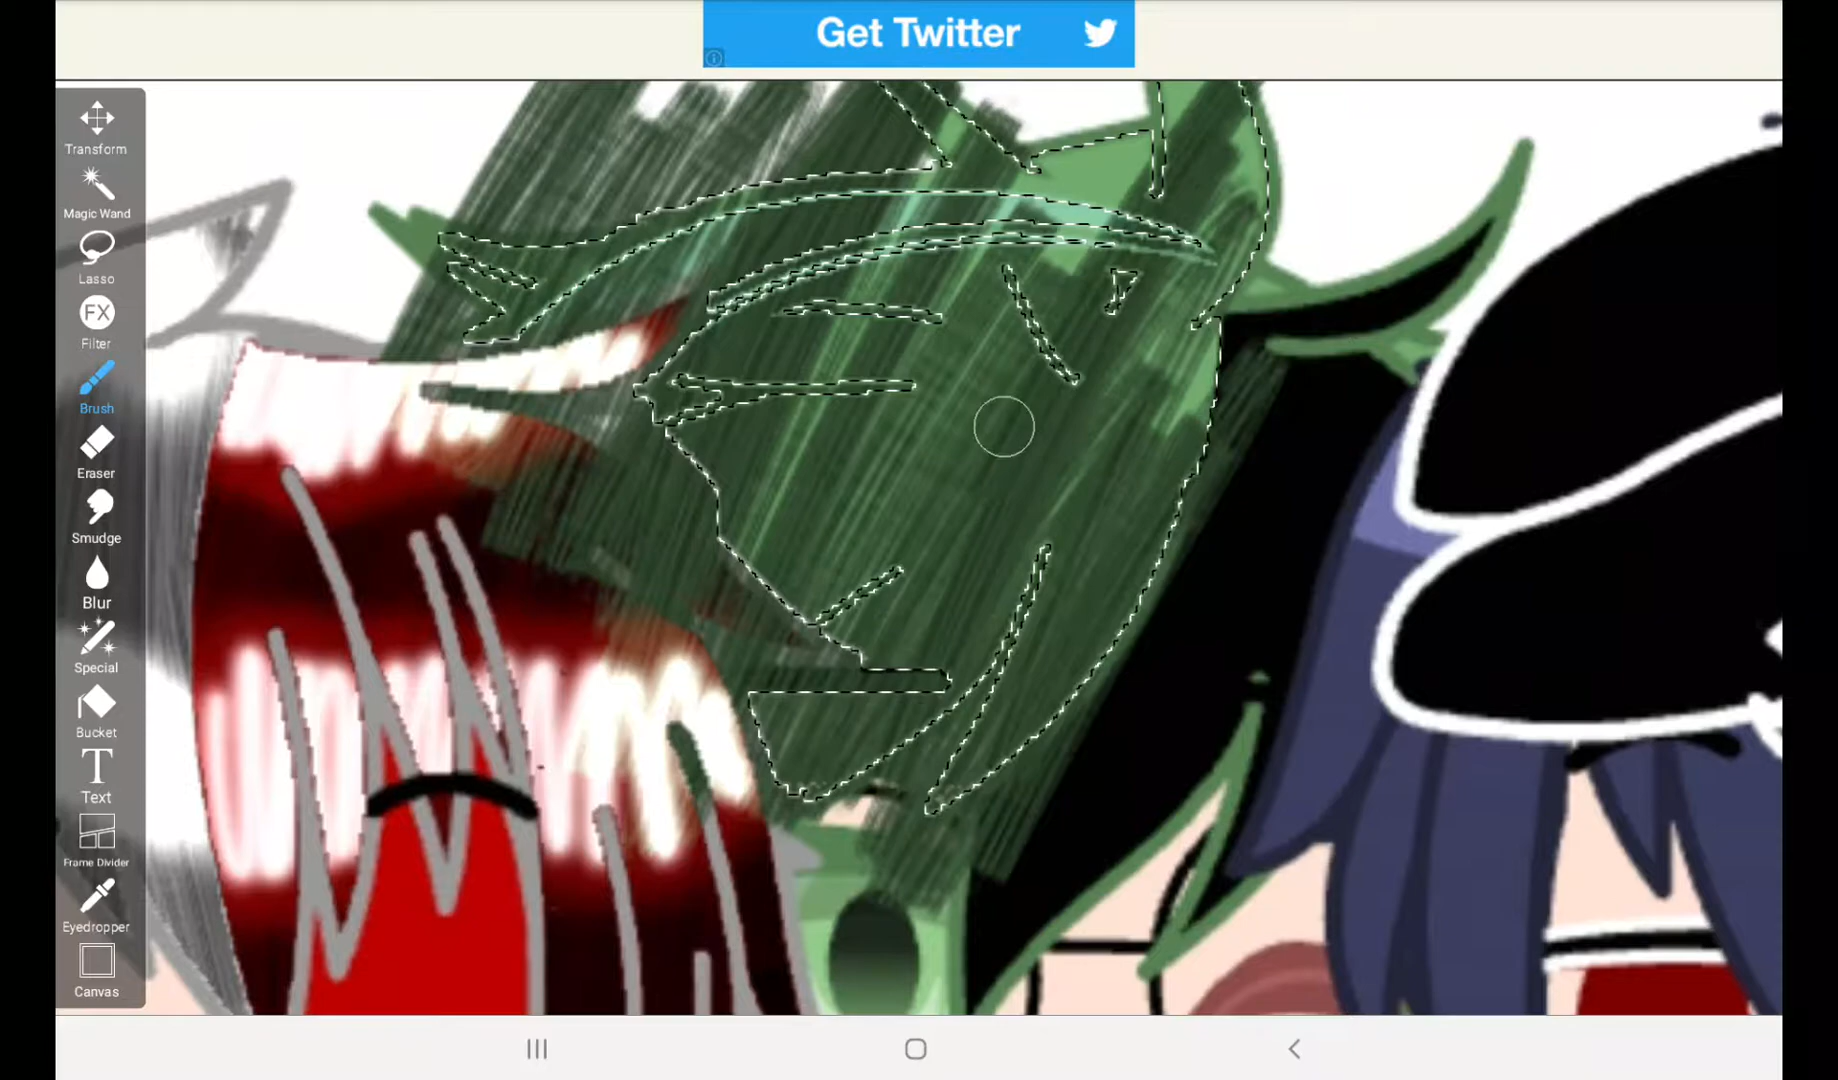 Get Twitter
Transform
Magic Wand
Lasso
FX
Filter
Brush
Eraser
Smudge
Blur
Special
Bucket
T
Text
Frame Divider
Eyedropper
Canvas